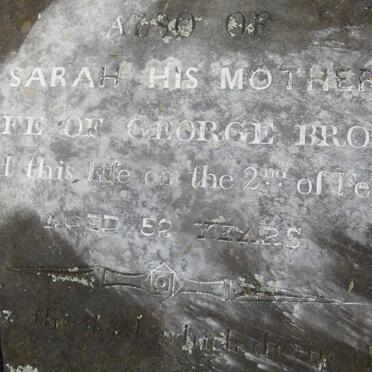 ALSO OF
SARAH HIS MOTHER
FE OF GEORGE BRO
this life on the 2nd of Fe
AGED 52 YEARS
which